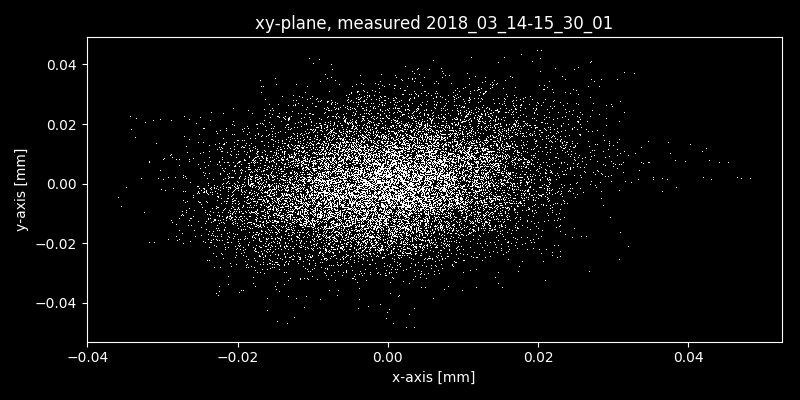 xy-plane, measured 2018_03_14-15_30_01
y-axis [mm]
0.04
0.02
0.00
−0.02
−0.04
−0.04 −0.02 0.00 0.02 0.04
x-axis [mm]